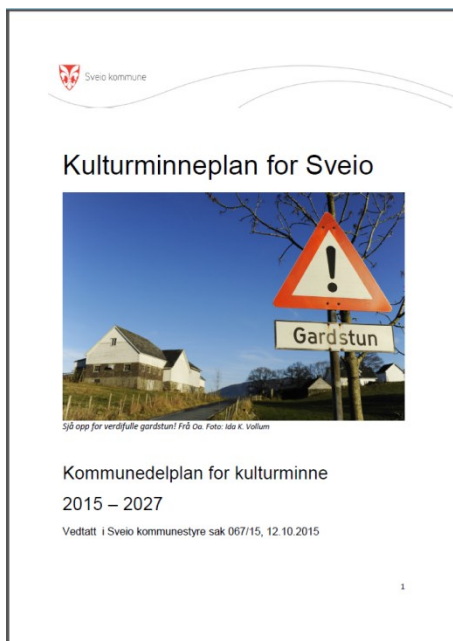 Sveio kommune
Kulturminneplan for Sveio
Gardstun
Sjå opp for verdifulle gardstun! Frå Oa. Foto: Ida K. Vollum
Kommunedelplan for kulturminne
2015 – 2027
Vedtatt i Sveio kommunestyre sak 067/15, 12.10.2015
1